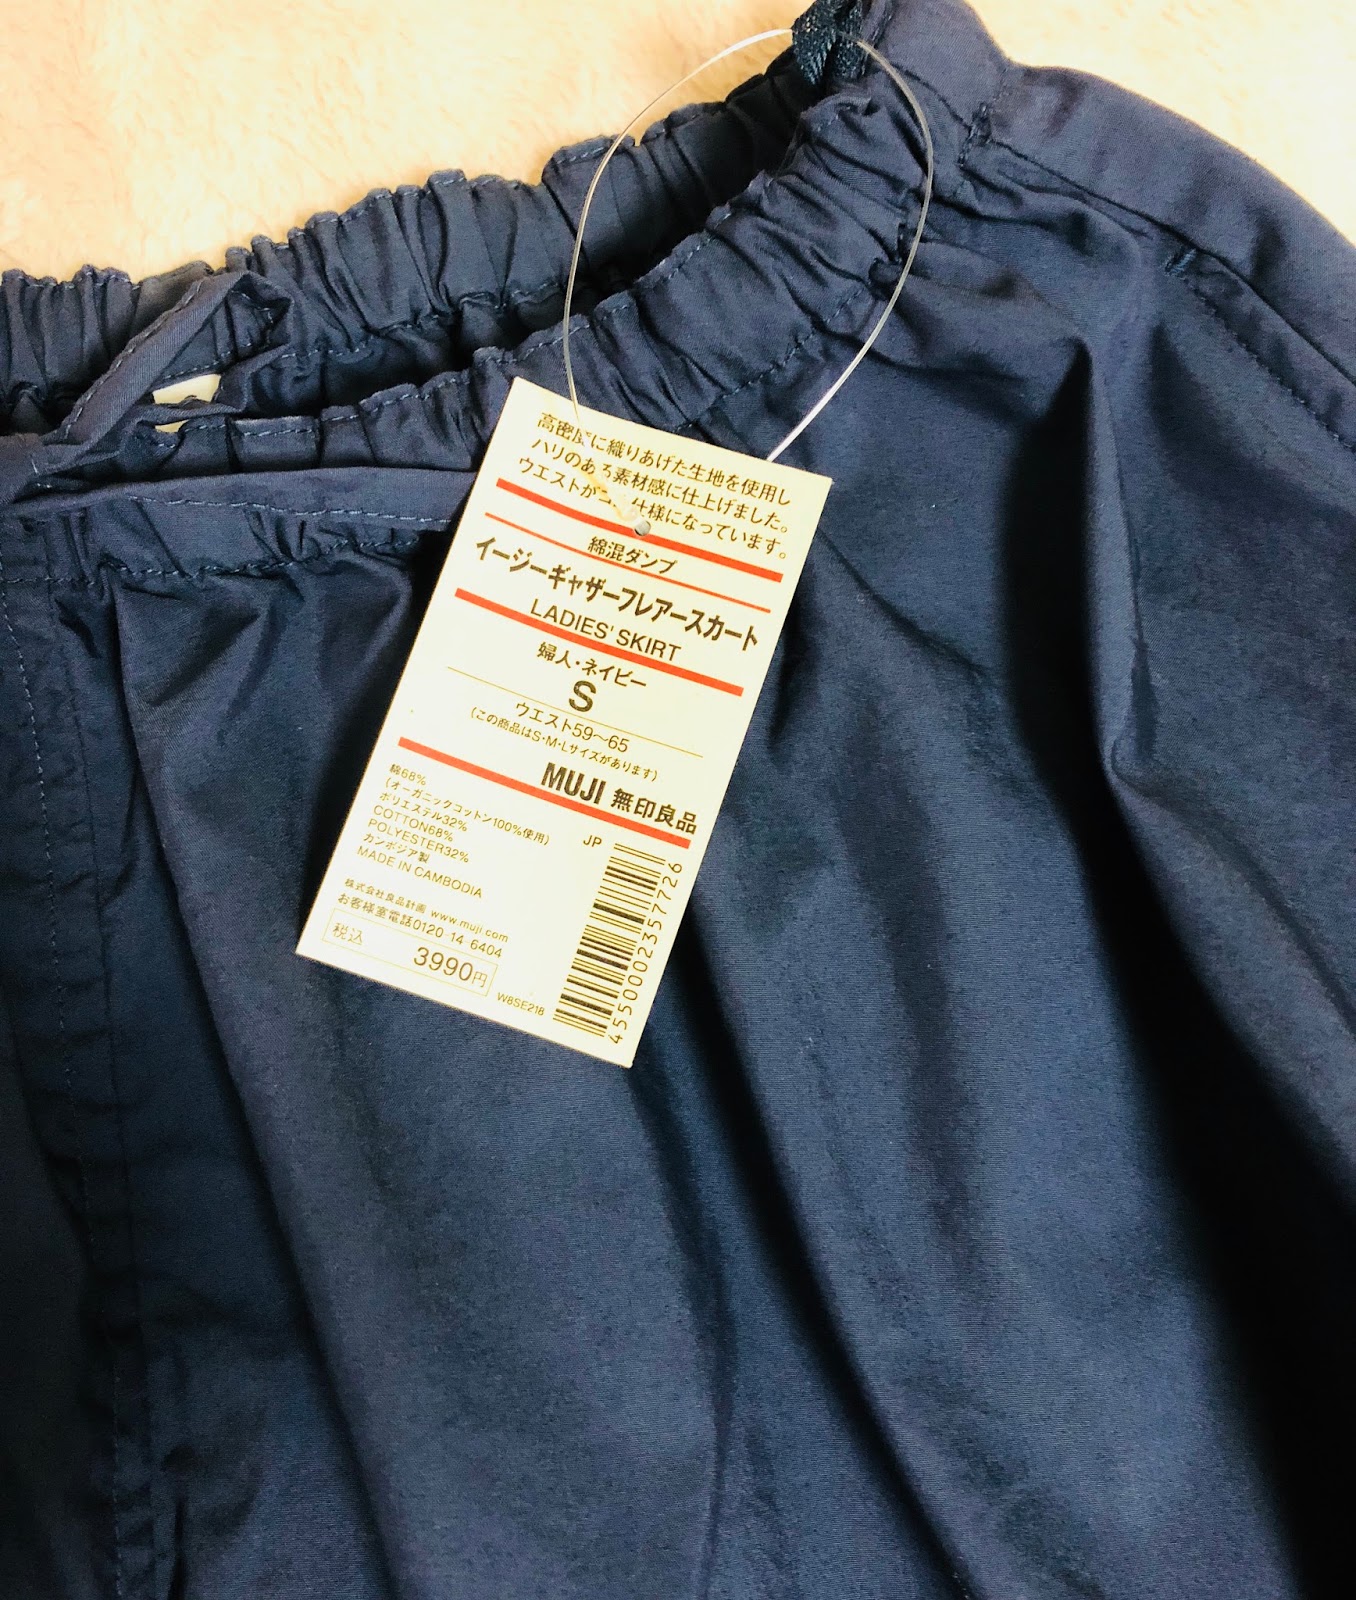 高密度に織りあげた生地を使用し
ハリのある素材感に仕上げました。
ウエストがゴム仕様になっています。
綿混ダンプ
イージーギャザーフレアースカート
LADIES' SKIRT
婦人・ネイビー
S
ウエスト59〜65
(この商品はS・M・Lサイズがあります)
MUJI 無印良品
綿68%
(オーガニックコットン100%使用)
ポリエステル32%
COTTON68%
POLYESTER32%
カンボジア製
MADE IN CAMBODIA
株式会社良品計画 www.muji.com
お客様室電話0120 14 6404
税込 3990円
W8SE218
JP
4550002357726